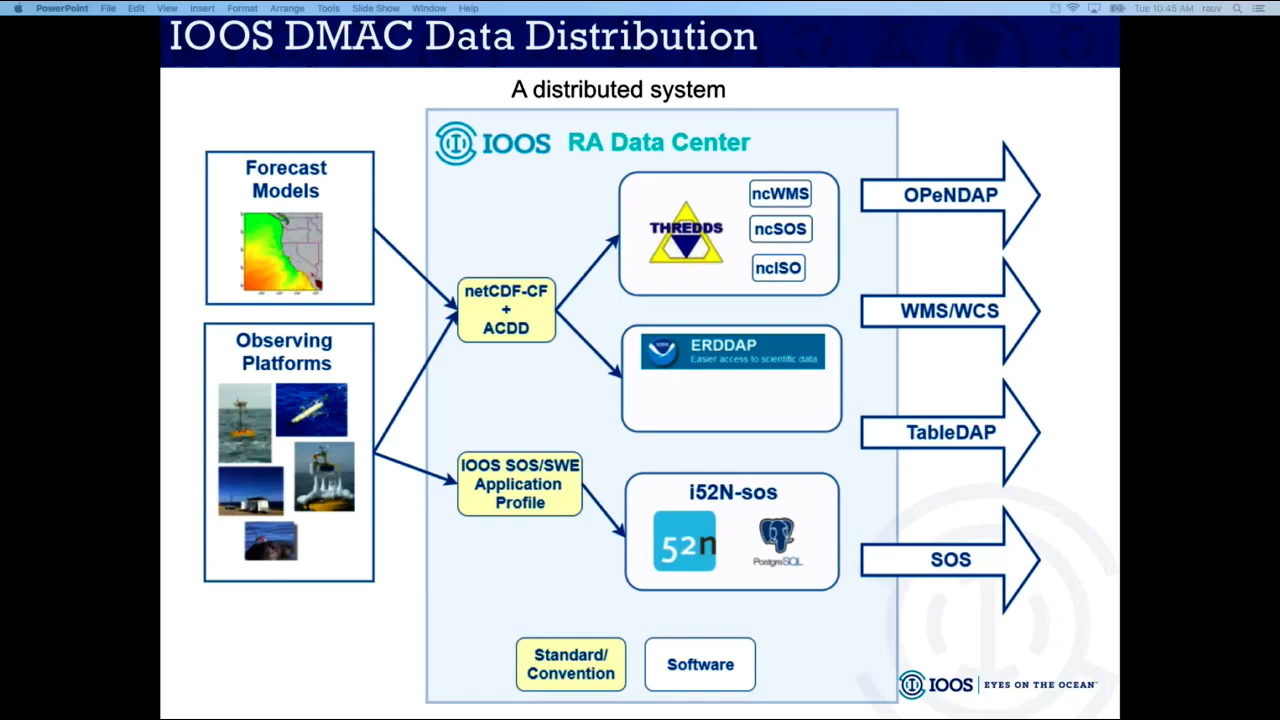 PowerPoint File Edit View Insert Format Arrange Tools Slide Show Window Help Tue 10:45 AM rauv
IOOS DMAC Data Distribution
A distributed system
IOOS RA Data Center
Forecast
Models
Observing
Platforms
netCDF-CF
+
ACDD
IOOS SOS/SWE
Application
Profile
THREDDS
ncWMS
ncSOS
ncISO
ERDDAP
Easier access to scientific data
i52N-sos
52n
PostgreSQL
OPeNDAP
WMS/WCS
TableDAP
SOS
Standard/
Convention
Software
IOOS EYES ON THE OCEAN™